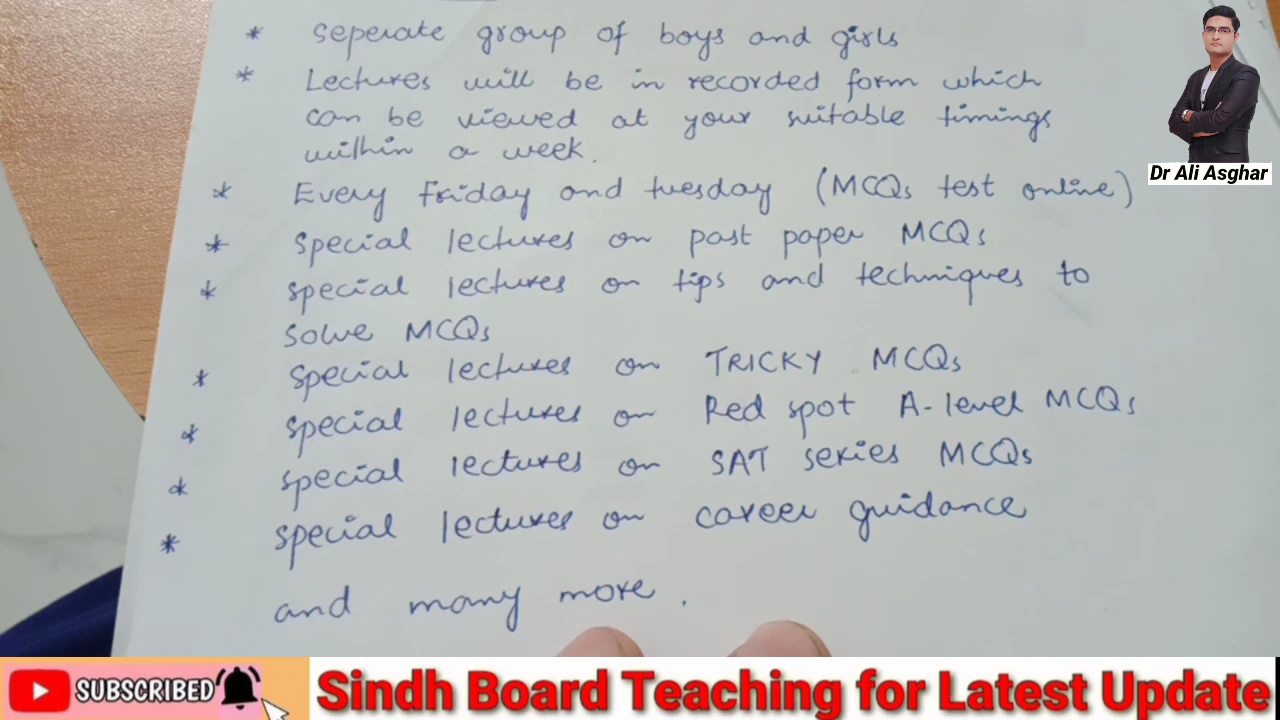 * seperate group of boys and girls
* Lectures will be in recorded form which
can be viewed at your suitable timings
within a week.
* Every Friday and tuesday (MCQs test online)
* special lectures on past paper MCQs
* special lectures on tips and techniques to
solve MCQs
* special lectures on TRICKY MCQs
* special lectures on Red spot A-level MCQs
* special lectures on SAT series MCQs
* special lectures on career guidance
and many more.
Dr Ali Asghar
SUBSCRIBED
Sindh Board Teaching for Latest Update